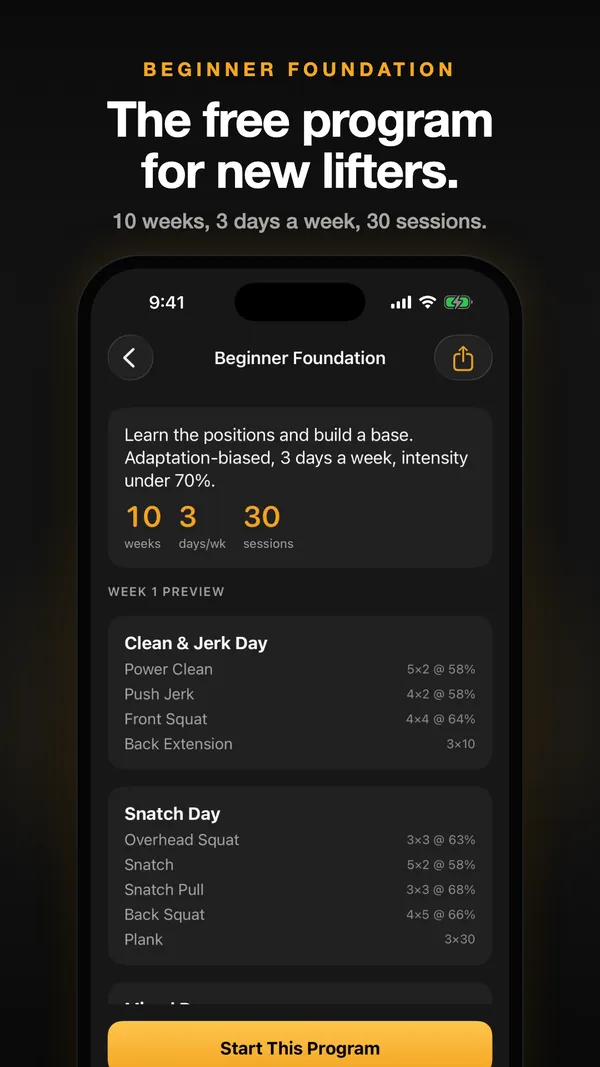 BEGINNER FOUNDATION
The free program
for new lifters.
10 weeks, 3 days a week, 30 sessions.
9:41
Beginner Foundation
Learn the positions and build a base.
Adaptation-biased, 3 days a week, intensity
under 70%.
10 3 30
weeks days/wk sessions
WEEK 1 PREVIEW
Clean & Jerk Day
Power Clean 5×2 @ 58%
Push Jerk 4×2 @ 58%
Front Squat 4×4 @ 64%
Back Extension 3×10
Snatch Day
Overhead Squat 3×3 @ 63%
Snatch 5×2 @ 58%
Snatch Pull 3×3 @ 68%
Back Squat 4×5 @ 66%
Plank 3×30
Start This Program